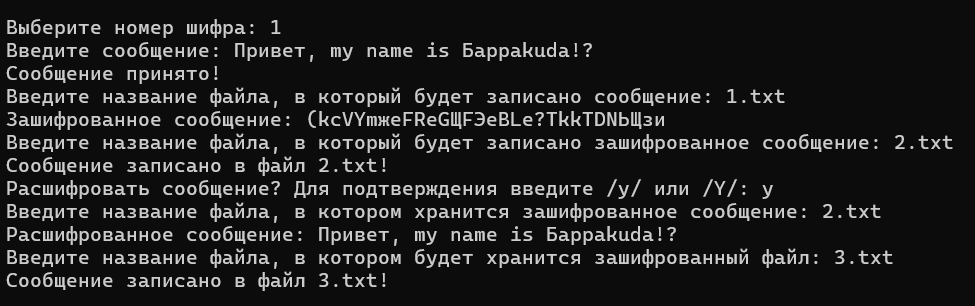 Выберите номер шифра: 1
Введите сообщение: Привет, my name is Барракuda!?
Сообщение принято!
Введите название файла, в который будет записано сообщение: 1.txt
Зашифрованное сообщение: (kcVYmжeFReGЩFЭeBLe?TkkTDNЬЩзи
Введите название файла, в который будет записано зашифрованное сообщение: 2.txt
Сообщение записано в файл 2.txt!
Расшифровать сообщение? Для подтверждения введите /y/ или /Y/: y
Введите название файла, в котором хранится зашифрованное сообщение: 2.txt
Расшифрованное сообщение: Привет, my name is Барракuda!?
Введите название файла, в котором будет хранится зашифрованный файл: 3.txt
Сообщение записано в файл 3.txt!